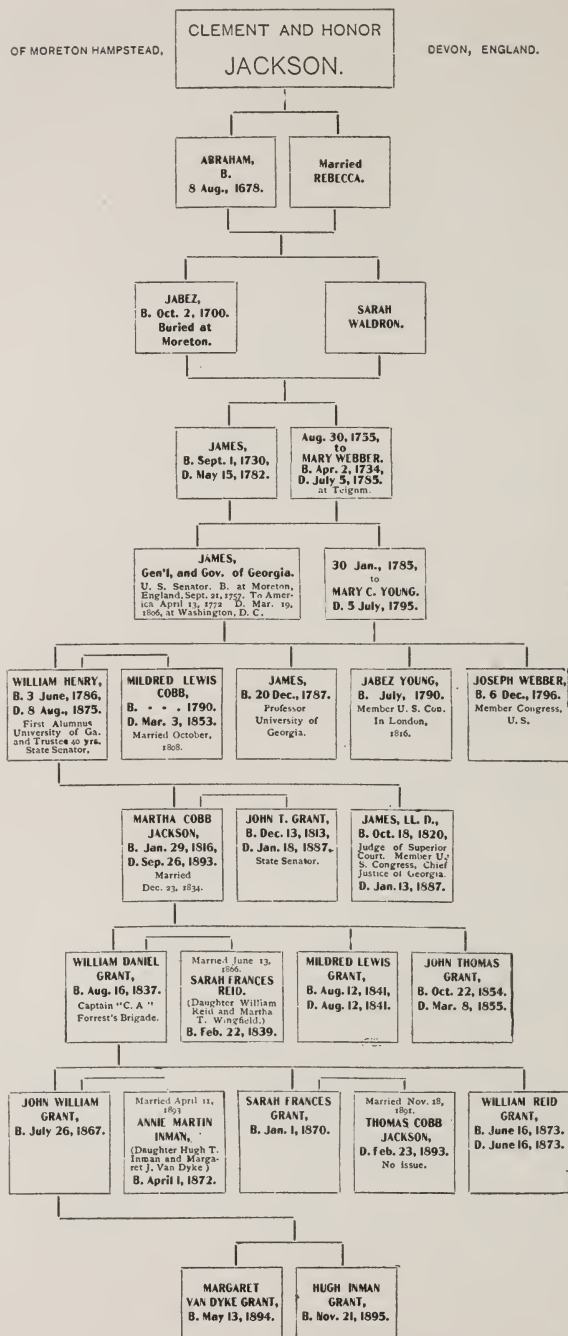 CLEMENT AND HONOR
OF MORETON HAMPSTEAD,
JACKSON.
DEVON, ENGLAND.
ABRAHAM,
B.
8 Aug., 1678.
Married
REBECCA.
JABEZ,
B. Oct. 2, 1700.
Buried at
Moreton.
SARAH
WALDRON.
JAMES,
B. Sept. 1, 1730,
D. May 15, 1782.
Aug. 30, 1755,
to
MARY WEBBER.
B. Apr. 2, 1734,
D. July 5, 1785.
at Teignm.
JAMES,
Gen'l, and Gov. of Georgia.
U. S. Senator. B. at Moreton,
England, Sept. 21, 1757. To Amer-
ica April 13, 1772 D. Mar. 19,
1806, at Washington, D. C.
30 Jan., 1785,
to
MARY C. YOUNG.
D. 5 July, 1795.
WILLIAM HENRY,
B. 3 June, 1786,
D. 8 Aug., 1875.
First Alumnus
University of Ga.
and Trustee 40 yrs.
State Senator,
MILDRED LEWIS
COBB,
B. - - - 1790.
D. Mar. 3, 1853.
Married October,
1808.
JAMES,
B. 20 Dec., 1787.
Professor
University of
Georgia.
JABEZ YOUNG,
B. July, 1790.
Member U. S. Con.
In London,
1816.
JOSEPH WEBBER,
B. 6 Dec., 1796.
Member Congress,
U. S.
MARTHA COBB
JACKSON,
B. Jan. 29, 1816,
D. Sep. 26, 1893.
Married
Dec. 23, 1834.
JOHN T. GRANT,
B. Dec. 13, 1813,
D. Jan. 18, 1887.
State Senator.
JAMES, LL. D.,
B. Oct. 18, 1820,
Judge of Superior
Court. Member U.
S. Congress, Chief
Justice of Georgia.
D. Jan. 13, 1887.
WILLIAM DANIEL
GRANT,
B. Aug. 16, 1837.
Captain "C. A"
Forrest's Brigade.
Married June 13,
1866.
SARAH FRANCES
REID.
(Daughter William
Reid and Martha
T. Wingfield.)
B. Feb. 22, 1839.
MILDRED LEWIS
GRANT,
B. Aug. 12, 1841,
D. Aug. 12, 1841.
JOHN THOMAS
GRANT,
B. Oct. 22, 1854.
D. Mar. 8, 1855.
JOHN WILLIAM
GRANT,
B. July 26, 1867.
Married April 11,
1893
ANNIE MARTIN
INMAN,
(Daughter Hugh T.
Inman and Marga-
ret J. Van Dyke)
B. April 1, 1872.
SARAH FRANCES
GRANT,
B. Jan. 1, 1870.
Married Nov. 18,
1891.
THOMAS COBB
JACKSON,
D. Feb. 23, 1893.
No issue.
WILLIAM REID
GRANT,
B. June 16, 1873.
D. June 16, 1873.
MARGARET
VAN DYKE GRANT,
B. May 13, 1894.
HUGH INMAN
GRANT,
B. Nov. 21, 1895.